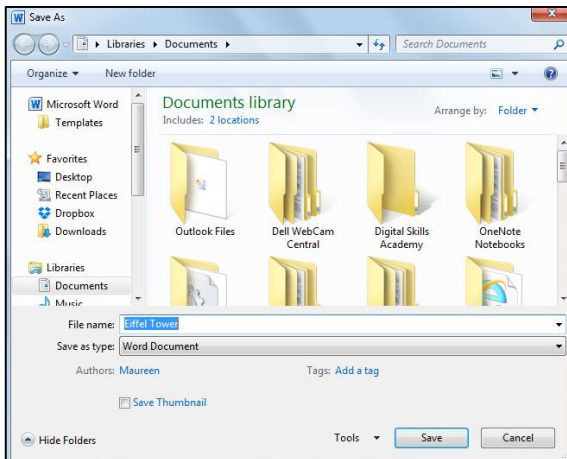 Save As
Libraries Documents
Search Documents
Organize New folder
Microsoft Word
Templates
Favorites
Desktop
Recent Places
Dropbox
Downloads
Libraries
Documents
Music
Documents library
Includes: 2 locations
Arrange by: Folder
Outlook Files
Dell WebCam Central
Digital Skills Academy
OneNote Notebooks
File name: Eiffel Tower
Save as type: Word Document
Authors: Maureen Tags: Add a tag
Save Thumbnail
Hide Folders
Tools Save Cancel